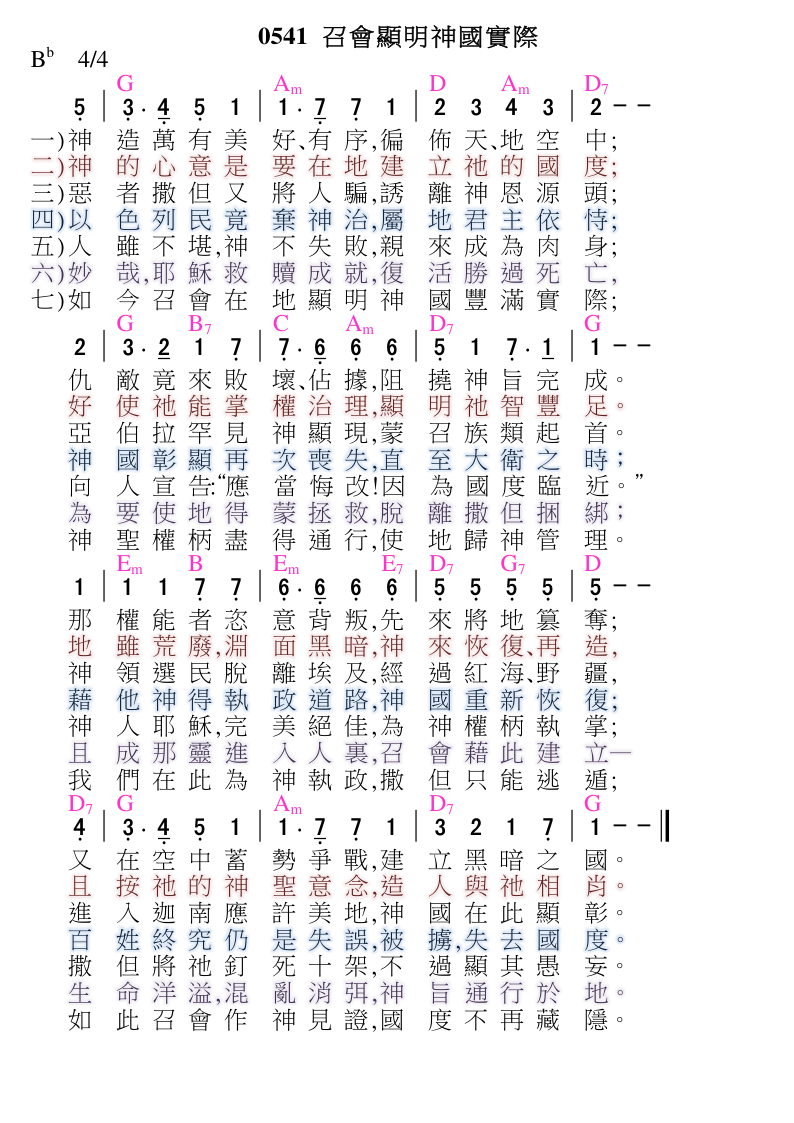 0541 召會顯明神國實際
Bb 4/4
G Am D Am D7
5 | 3 · 4 5 1 | 1 · 7 7 1 | 2 3 4 3 | 2 – –
一)神 造萬有美 好、有序,徧 佈天、地空 中;
二)神 的心意是 要在地建 立祂的國 度;
三)惡 者撒但又 將人騙,誘 離神恩源 頭;
四)以 色列民竟 棄神治,屬 地君主依 恃;
五)人 雖不堪,神 不失敗,親 來成為肉 身;
六)妙 哉,耶穌救 贖成就,復 活勝過死 亡,
七)如 今召會在 地顯明神 國豐滿實 際;
G B7 C Am D7 G
2 | 3 · 2 1 7 | 7 · 6 6 6 | 5 1 7 · 1 | 1 – –
仇 敵竟來敗 壞、佔據,阻 撓神旨完 成。
好 使祂能掌 權治理,顯 明祂智豐 足。
亞 伯拉罕見 神顯現,蒙 召族類起 首。
神 國彰顯再 次喪失,直 至大衛之 時；
向 人宣告:“應 當悔改!因 為國度臨 近。”
為 要使地得 蒙拯救,脫 離撒但捆 綁；
神 聖權柄盡 得通行,使 地歸神管 理。
Em B Em E7 D7 G7 D
1 | 1 1 7 7 | 6 · 6 6 6 | 5 5 5 5 | 5 – –
那 權能者恣 意背叛,先 來將地篡 奪;
地 雖荒廢,淵 面黑暗,神 來恢復、再 造,
神 領選民脫 離埃及,經 過紅海、野 疆,
藉 他神得執 政道路,神 國重新恢 復;
神 人耶穌,完 美絕佳,為 神權柄執 掌;
且 成那靈進 入人裏,召 會藉此建 立—
我 們在此為 神執政,撒 但只能逃 遁;
D7 G Am D7 G
4 | 3 · 4 5 1 | 1 · 7 7 1 | 3 2 1 7 | 1 – –
又 在空中蓄 勢爭戰,建 立黑暗之 國。
且 按祂的神 聖意念,造 人與祂相 肖。
進 入迦南應 許美地,神 國在此顯 彰。
百 姓終究仍 是失誤,被 擄,失去國 度。
撒 但將祂釘 死十架,不 過顯其愚 妄。
生 命洋溢,混 亂消弭,神 旨通行於 地。
如 此召會作 神見證,國 度不再藏 隱。